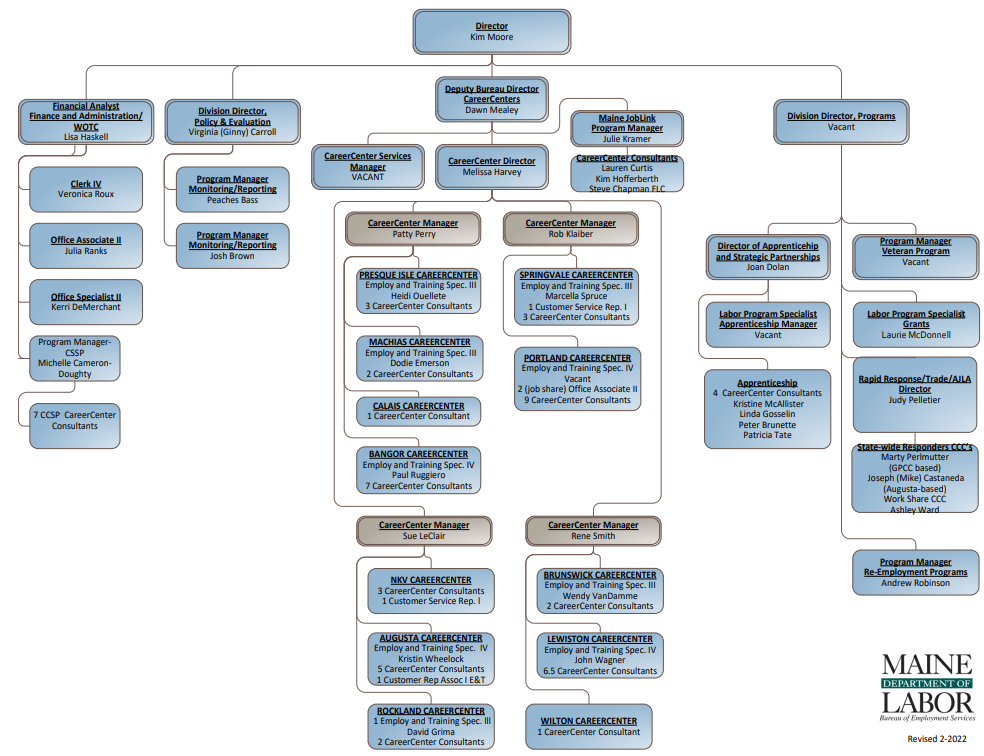 Director
Kim Moore
Financial Analyst
Finance and Administration/
WOTC
Lisa Haskell
Division Director,
Policy & Evaluation
Virginia (Ginny) Carroll
Deputy Bureau Director
CareerCenters
Dawn Mealey
Maine JobLink
Program Manager
Julie Kramer
Division Director, Programs
Vacant
CareerCenter Services
Manager
VACANT
CareerCenter Director
Melissa Harvey
CareerCenter Consultants
Lauren Curtis
Kim Hofferberth
Steve Chapman FLC
Clerk IV
Veronica Roux
Office Associate II
Julia Ranks
Office Specialist II
Kerri DeMerchant
Program Manager-
CSSP
Michelle Cameron-
Doughty
7 CCSP CareerCenter
Consultants
Program Manager
Monitoring/Reporting
Peaches Bass
Program Manager
Monitoring/Reporting
Josh Brown
CareerCenter Manager
Patty Perry
PRESQUE ISLE CAREERCENTER
Employ and Training Spec. III
Heidi Ouellete
3 CareerCenter Consultants
MACHIAS CAREERCENTER
Employ and Training Spec. III
Dodie Emerson
2 CareerCenter Consultants
CALAIS CAREERCENTER
1 CareerCenter Consultant
BANGOR CAREERCENTER
Employ and Training Spec. IV
Paul Ruggiero
7 CareerCenter Consultants
CareerCenter Manager
Rob Klaiber
SPRINGVALE CAREERCENTER
Employ and Training Spec. III
Marcella Spruce
1 Customer Service Rep. I
3 CareerCenter Consultants
PORTLAND CAREERCENTER
Employ and Training Spec. IV
Vacant
2 (job share) Office Associate II
9 CareerCenter Consultants
CareerCenter Manager
Sue LeClair
NKV CAREERCENTER
3 CareerCenter Consultants
1 Customer Service Rep. I
AUGUSTA CAREERCENTER
Employ and Training Spec. IV
Kristin Wheelock
5 CareerCenter Consultants
1 Customer Rep Assoc I E&T
ROCKLAND CAREERCENTER
1 Employ and Training Spec. III
David Grima
2 CareerCenter Consultants
CareerCenter Manager
Rene Smith
BRUNSWICK CAREERCENTER
Employ and Training Spec. III
Wendy VanDamme
2 CareerCenter Consultants
LEWISTON CAREERCENTER
Employ and Training Spec. IV
John Wagner
6.5 CareerCenter Consultants
WILTON CAREERCENTER
1 CareerCenter Consultant
Director of Apprenticehip
and Strategic Partnerships
Joan Dolan
Labor Program Specialist
Apprenticeship Manager
Vacant
Apprenticeship
4 CareerCenter Consultants
Kristine McAllister
Linda Gosselin
Peter Brunette
Patricia Tate
Program Manager
Veteran Program
Vacant
Labor Program Specialist
Grants
Laurie McDonnell
Rapid Response/Trade/AJLA
Director
Judy Pelletier
State-wide Responders CCC's
Marty Perlmutter
(GPCC based)
Joseph (Mike) Castaneda
(Augusta-based)
Work Share CCC
Ashley Ward
Program Manager
Re-Employment Programs
Andrew Robinson
MAINE
DEPARTMENT OF
LABOR
Bureau of Employment Services
Revised 2-2022